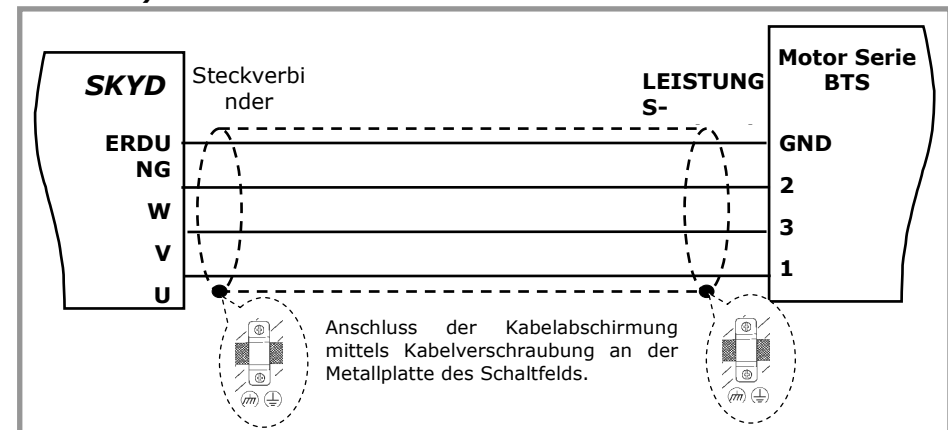 SKYD
Steckverbi
nder
LEISTUNG
S-
Motor Serie
BTS
ERDU
NG
W
V
U
GND
2
3
1
Anschluss der Kabelabschirmung
mittels Kabelverschraubung an der
Metallplatte des Schaltfelds.